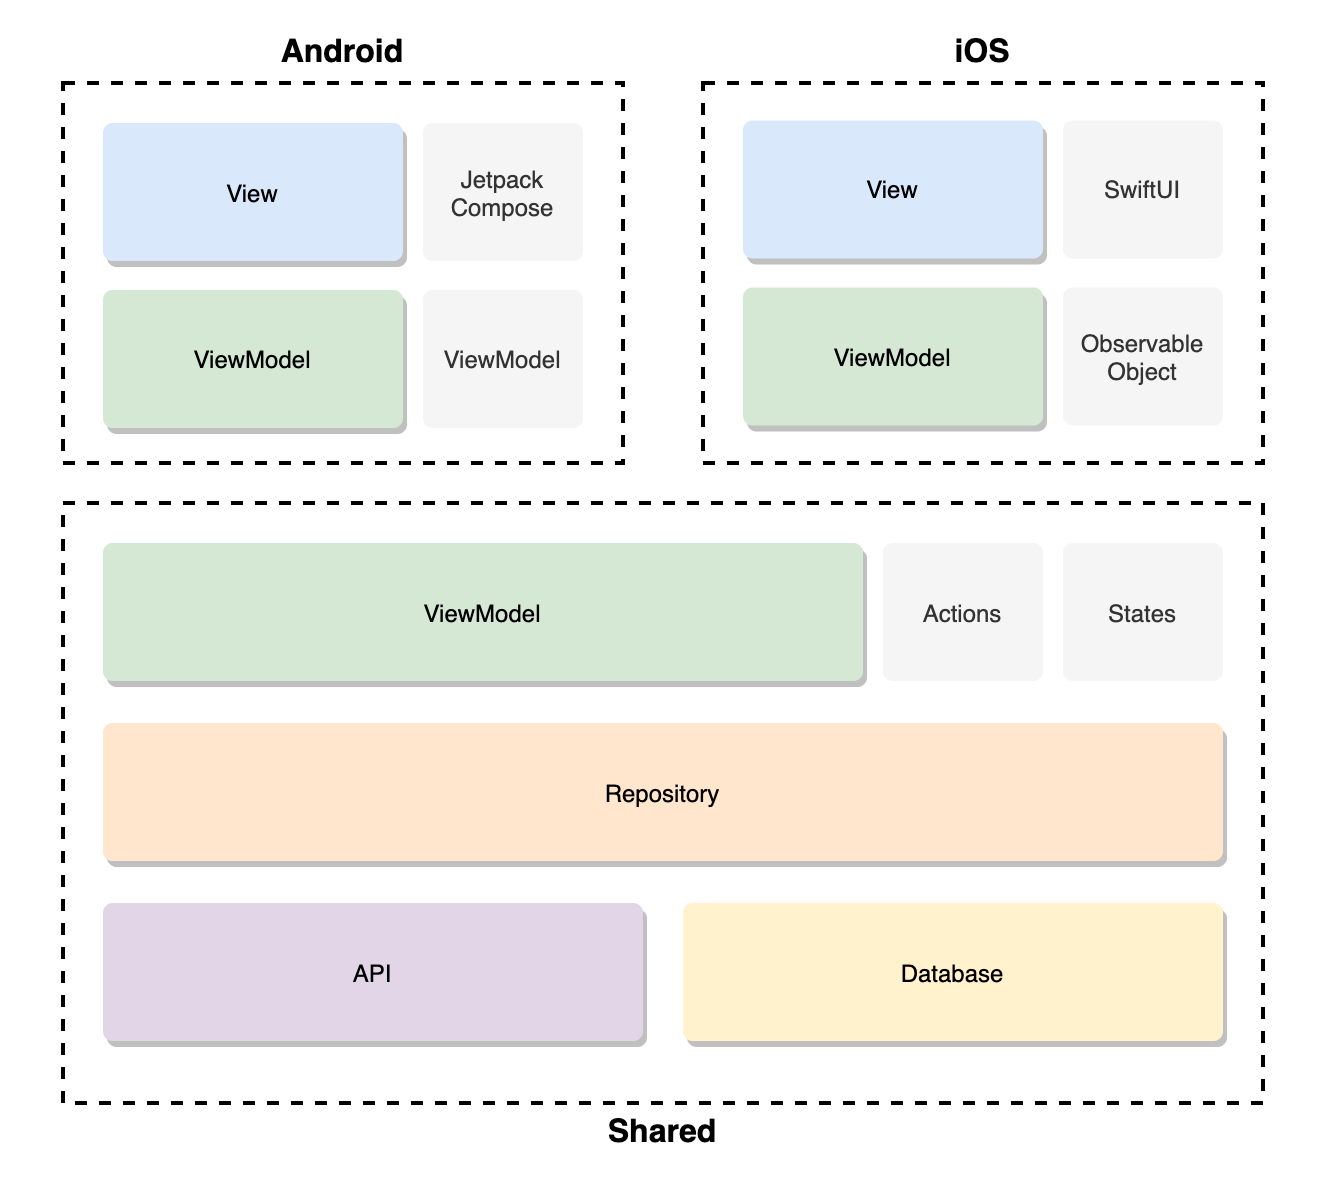 Android
View
Jetpack
Compose
ViewModel
ViewModel
iOS
View
SwiftUI
ViewModel
Observable
Object
ViewModel
Actions
States
Repository
API
Database
Shared